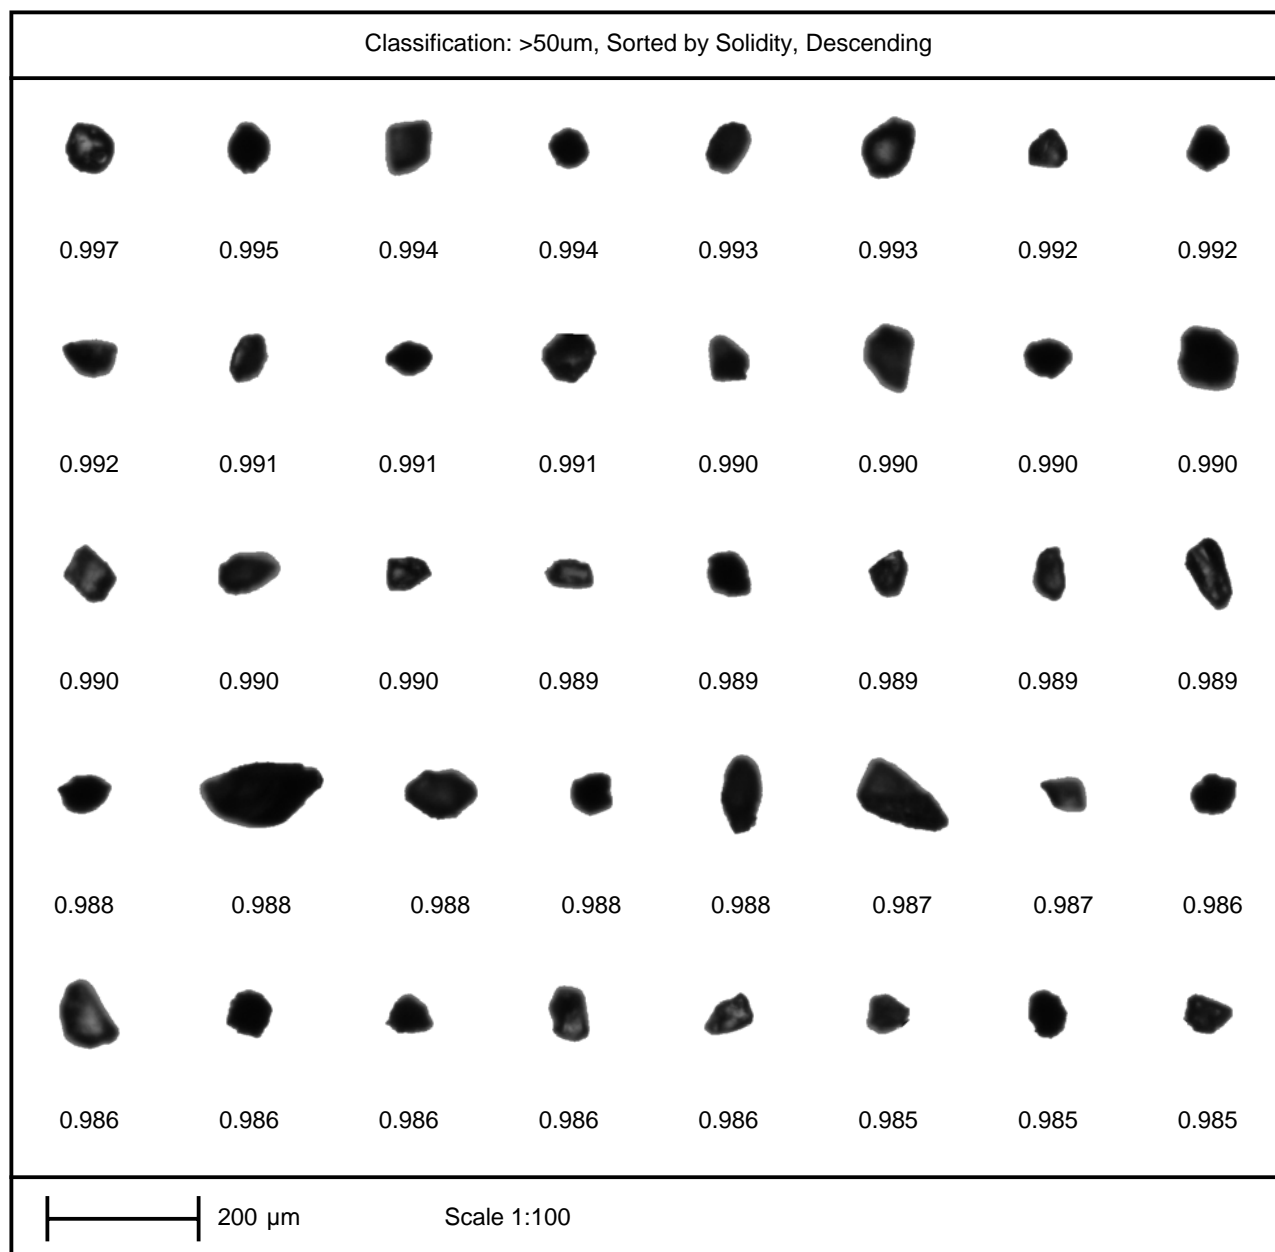 Classification: >50um, Sorted by Solidity, Descending
0.997 0.995 0.994 0.994 0.993 0.993 0.992 0.992
0.992 0.991 0.991 0.991 0.990 0.990 0.990 0.990
0.990 0.990 0.990 0.989 0.989 0.989 0.989 0.989
0.988 0.988 0.988 0.988 0.988 0.987 0.987 0.986
0.986 0.986 0.986 0.986 0.986 0.985 0.985 0.985
200 µm Scale 1:100